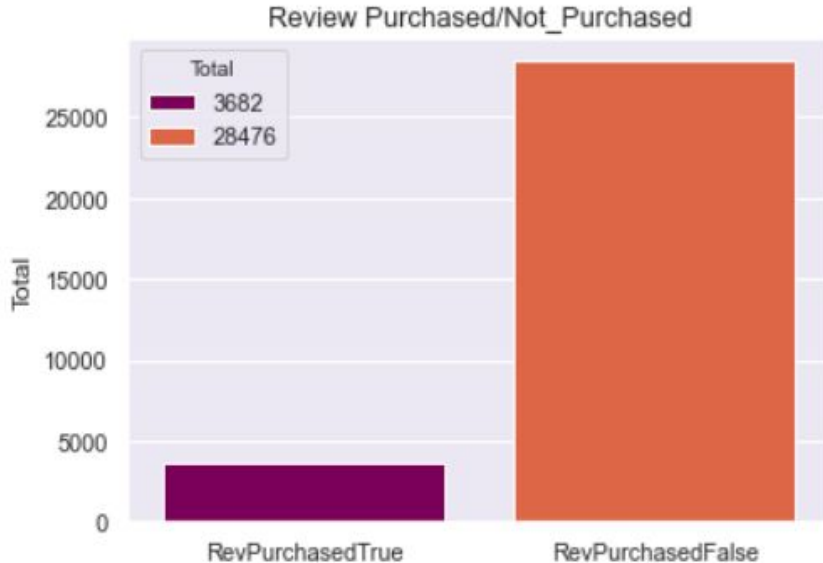 Review Purchased/Not_Purchased
Total
3682
28476
Total
25000
20000
15000
10000
5000
0
RevPurchasedTrue
RevPurchasedFalse